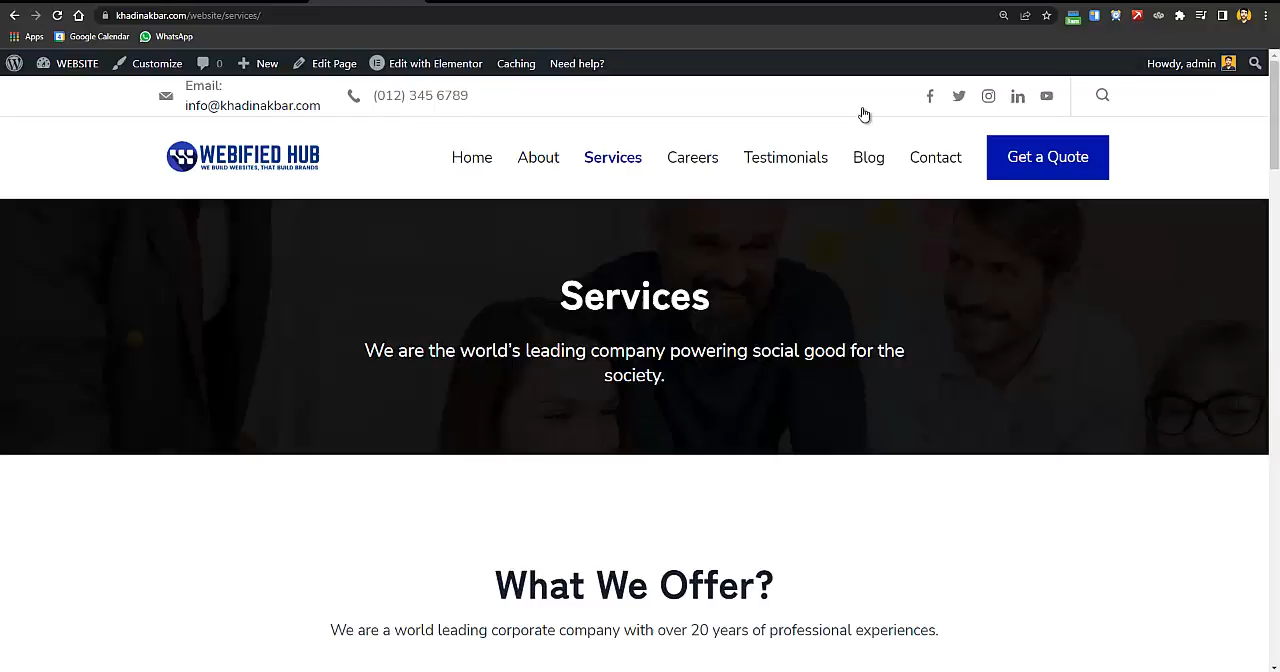 khadinakbar.com/website/services/
Apps Google Calendar WhatsApp
WEBSITE Customize 0 New Edit Page Edit with Elementor Caching Need help? Howdy, admin
Email:
info@khadinakbar.com (012) 345 6789
WEBIFIED HUB
WE BUILD WEBSITES, THAT BUILD BRANDS
Home About Services Careers Testimonials Blog Contact Get a Quote
Services
We are the world's leading company powering social good for the
society.
What We Offer?
We are a world leading corporate company with over 20 years of professional experiences.